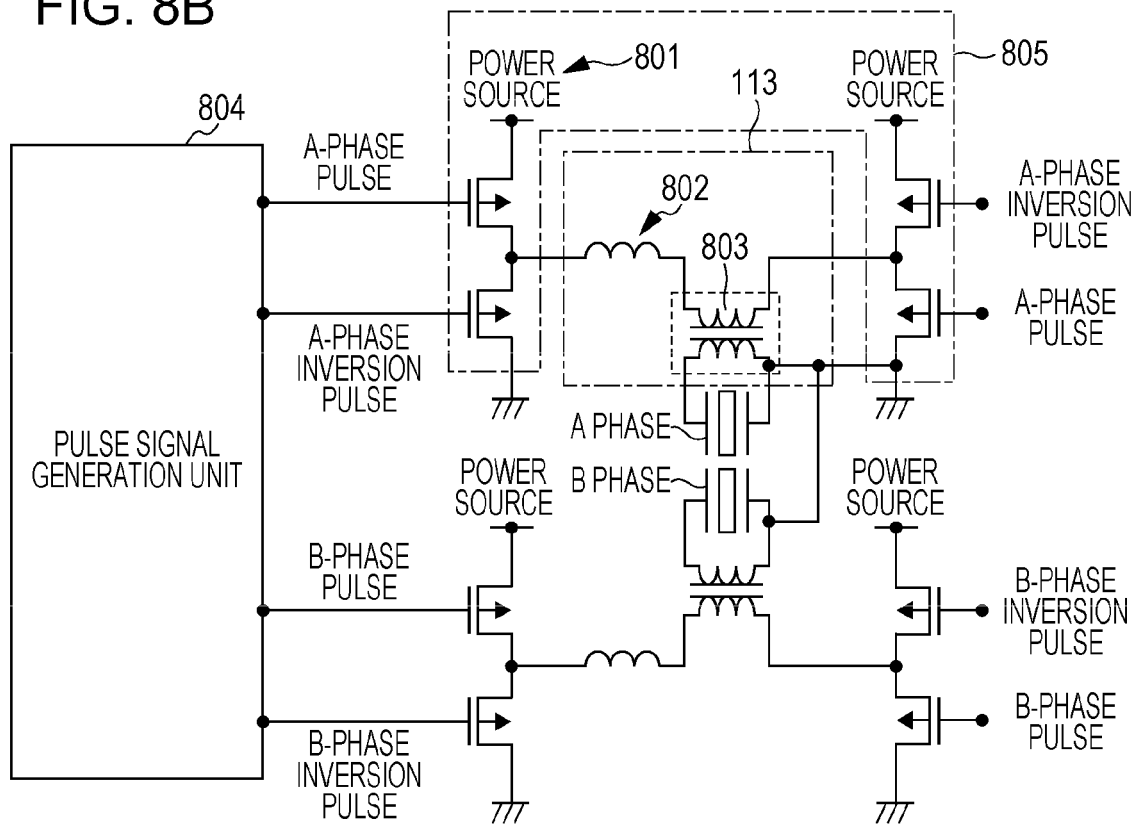 FIG. 8B
804
PULSE SIGNAL
GENERATION UNIT
A-PHASE
PULSE
A-PHASE
INVERSION
PULSE
B-PHASE
PULSE
B-PHASE
INVERSION
PULSE
POWER
SOURCE
801
113
802
803
POWER
SOURCE
805
A-PHASE
INVERSION
PULSE
A-PHASE
PULSE
A PHASE
B PHASE
POWER
SOURCE
POWER
SOURCE
B-PHASE
INVERSION
PULSE
B-PHASE
PULSE